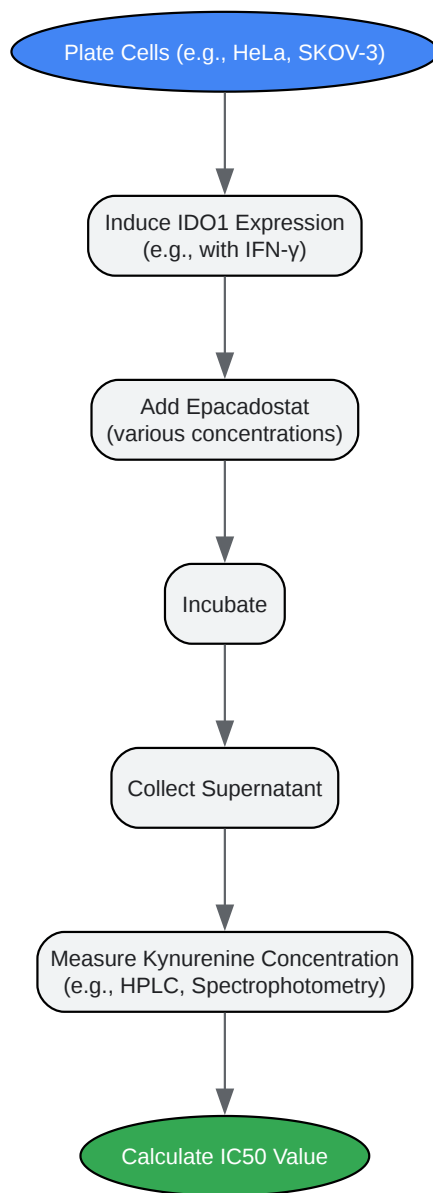 Plate Cells (e.g., HeLa, SKOV-3)
Induce IDO1 Expression
(e.g., with IFN-γ)
Add Epacadostat
(various concentrations)
Incubate
Collect Supernatant
Measure Kynurenine Concentration
(e.g., HPLC, Spectrophotometry)
Calculate IC50 Value